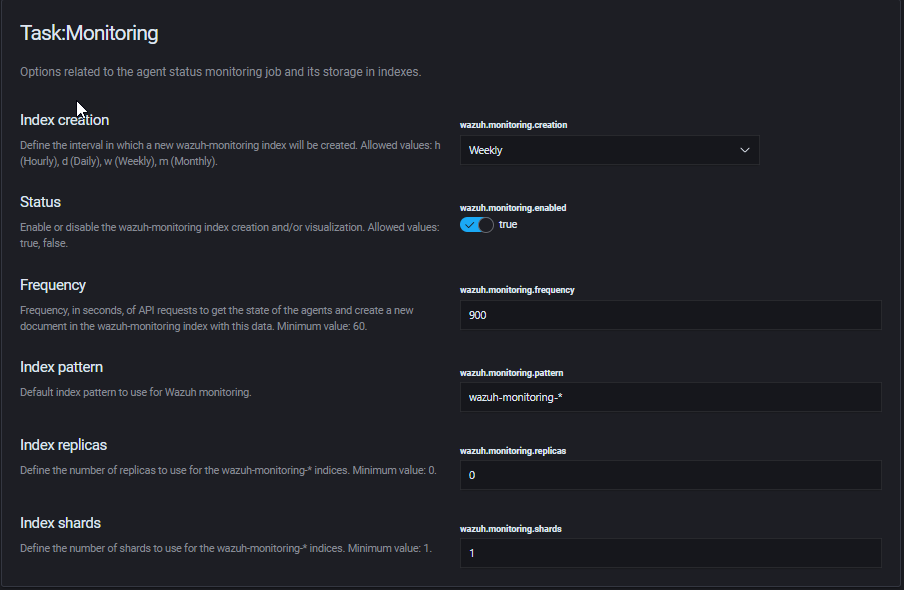 Task:Monitoring
Options related to the agent status monitoring job and its storage in indexes.
Index creation
Define the interval in which a new wazuh-monitoring index will be created. Allowed values: h
(Hourly), d (Daily), w (Weekly), m (Monthly).
wazuh.monitoring.creation
Weekly
Status
Enable or disable the wazuh-monitoring index creation and/or visualization. Allowed values:
true, false.
wazuh.monitoring.enabled
true
Frequency
Frequency, in seconds, of API requests to get the state of the agents and create a new
document in the wazuh-monitoring index with this data. Minimum value: 60.
wazuh.monitoring.frequency
900
Index pattern
Default index pattern to use for Wazuh monitoring.
wazuh.monitoring.pattern
wazuh-monitoring-*
Index replicas
Define the number of replicas to use for the wazuh-monitoring-* indices. Minimum value: 0.
wazuh.monitoring.replicas
0
Index shards
Define the number of shards to use for the wazuh-monitoring-* indices. Minimum value: 1.
wazuh.monitoring.shards
1